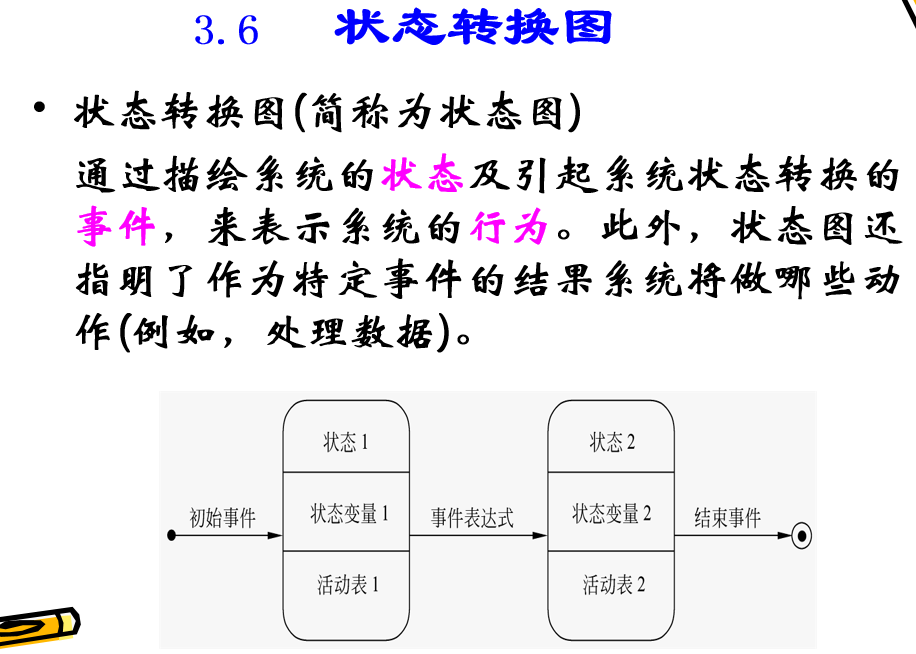 3.6 状态转换图
• 状态转换图(简称为状态图)
通过描绘系统的状态及引起系统状态转换的
事件，来表示系统的行为。此外，状态图还
指明了作为特定事件的结果系统将做哪些动
作(例如，处理数据)。
状态1 状态2
初始事件 状态变量1 事件表达式 状态变量2 结束事件
活动表1 活动表2